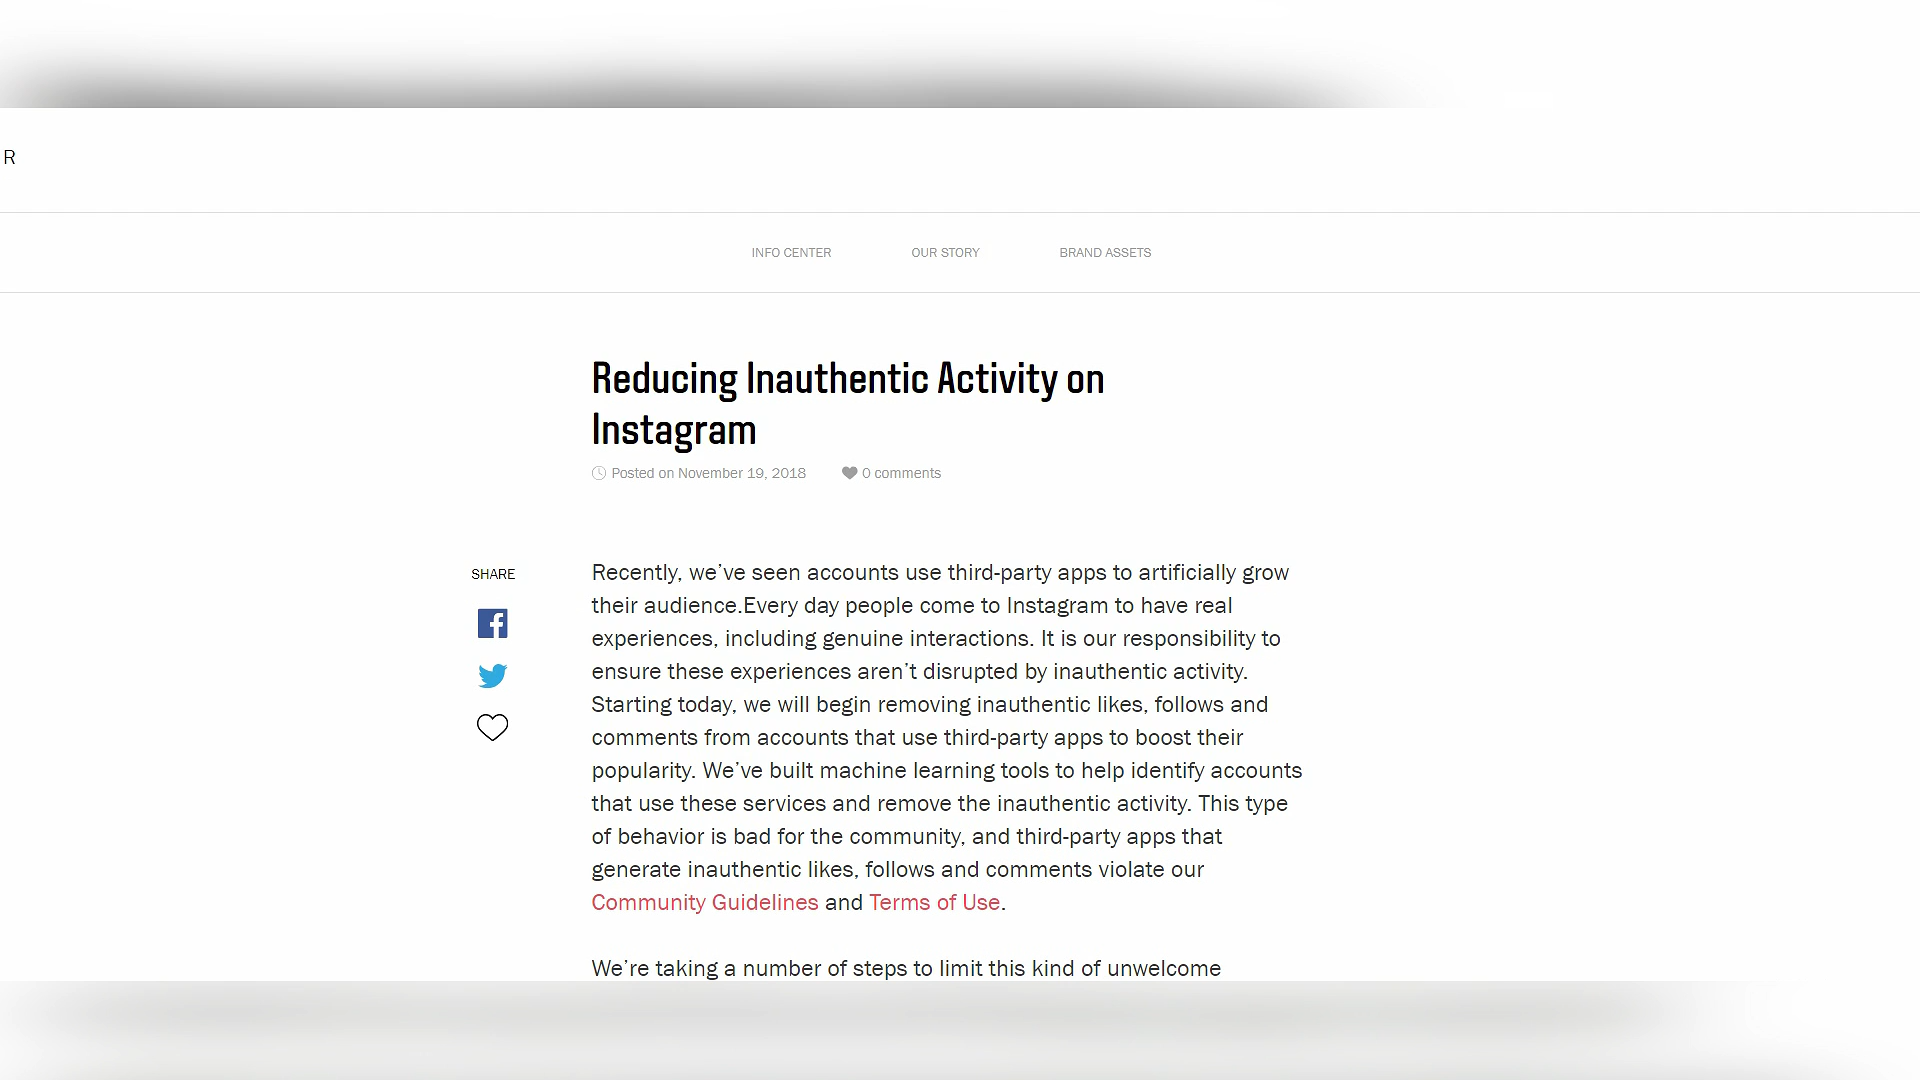 R
INFO CENTER OUR STORY BRAND ASSETS
Reducing Inauthentic Activity on
Instagram
Posted on November 19, 2018 0 comments
SHARE
Recently, we’ve seen accounts use third-party apps to artificially grow
their audience.Every day people come to Instagram to have real
experiences, including genuine interactions. It is our responsibility to
ensure these experiences aren’t disrupted by inauthentic activity.
Starting today, we will begin removing inauthentic likes, follows and
comments from accounts that use third-party apps to boost their
popularity. We’ve built machine learning tools to help identify accounts
that use these services and remove the inauthentic activity. This type
of behavior is bad for the community, and third-party apps that
generate inauthentic likes, follows and comments violate our
Community Guidelines and Terms of Use.
We’re taking a number of steps to limit this kind of unwelcome